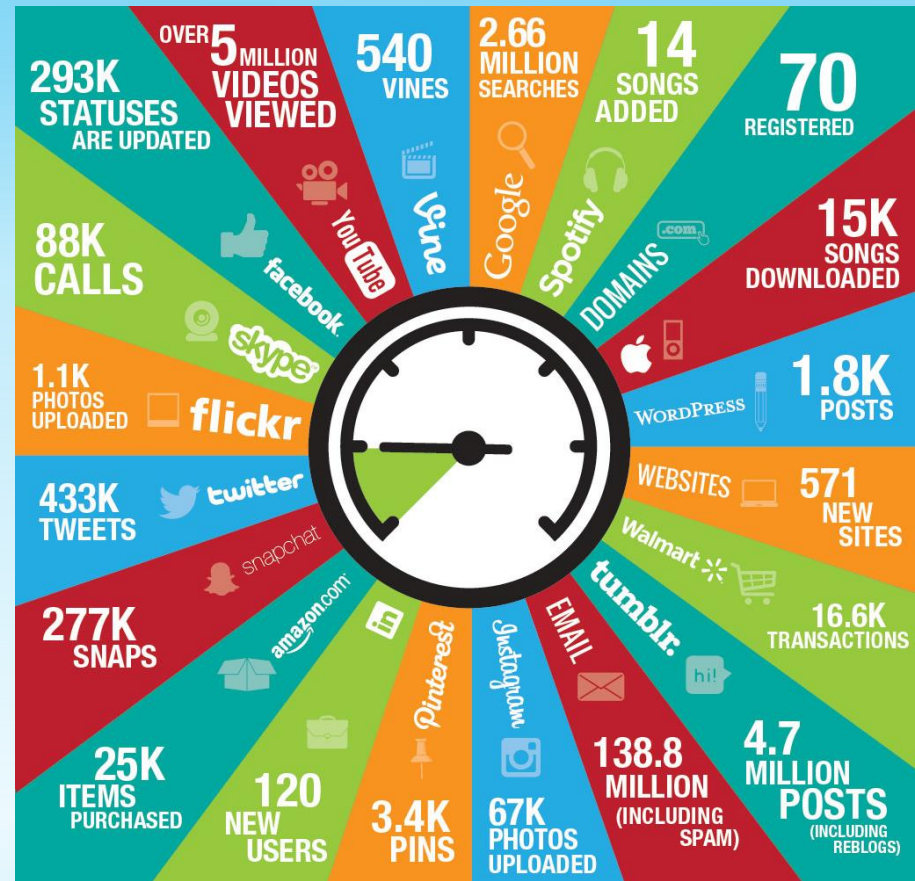 293K
STATUSES
ARE UPDATED
facebook
OVER 5 MILLION
VIDEOS
VIEWED
You Tube
540
VINES
Vine
2.66
MILLION
SEARCHES
Google
14
SONGS
ADDED
Spotify
70
REGISTERED
.com
DOMAINS
15K
SONGS
DOWNLOADED
1.8K
POSTS
WORDPRESS
571
NEW
SITES
WEBSITES
16.6K
TRANSACTIONS
Walmart
4.7
MILLION
POSTS
(INCLUDING
REBLOGS)
hi!
tumblr.
138.8
MILLION
(INCLUDING
SPAM)
EMAIL
67K
PHOTOS
UPLOADED
Instagram
3.4K
PINS
Pinterest
120
NEW
USERS
in
25K
ITEMS
PURCHASED
amazon.com
277K
SNAPS
snapchat
433K
TWEETS
twitter
1.1K
PHOTOS
UPLOADED
flickr
88K
CALLS
skype